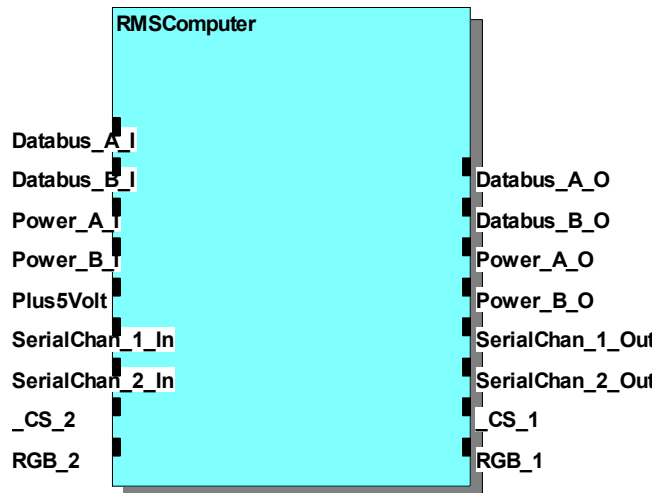 RMSComputer
Databus_A_I
Databus_B_I
Power_A_I
Power_B_I
Plus5Volt
SerialChan_1_In
SerialChan_2_In
_CS_2
RGB_2
Databus_A_O
Databus_B_O
Power_A_O
Power_B_O
SerialChan_1_Out
SerialChan_2_Out
_CS_1
RGB_1